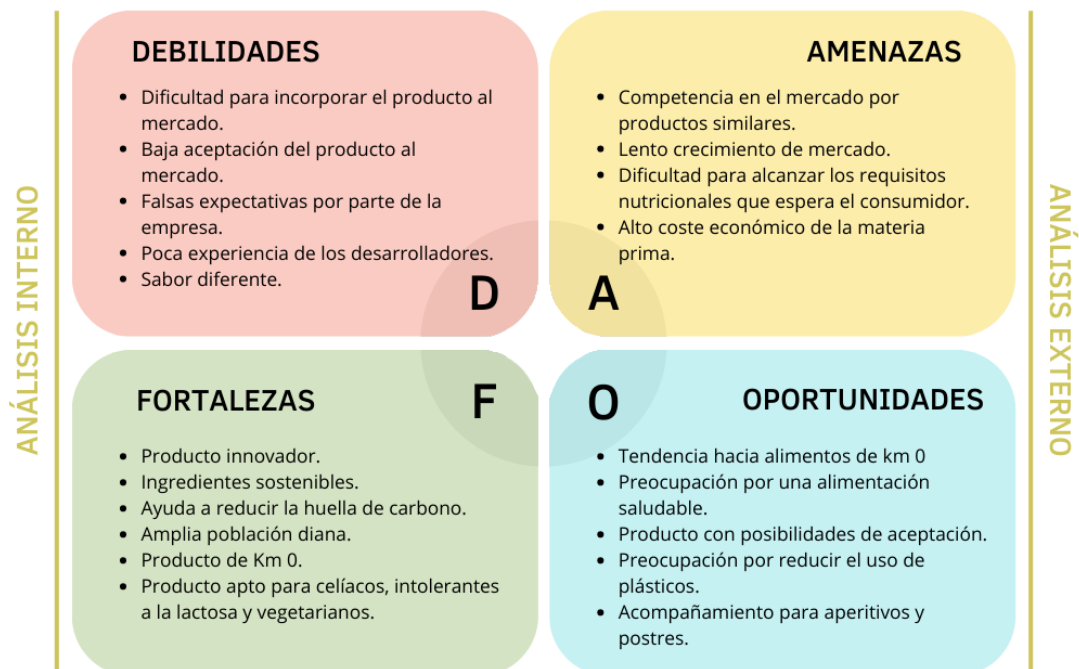 ANÁLISIS INTERNO
DEBILIDADES
• Dificultad para incorporar el producto al
mercado.
• Baja aceptación del producto al
mercado.
• Falsas expectativas por parte de la
empresa.
• Poca experiencia de los desarrolladores.
• Sabor diferente.
D
AMENAZAS
• Competencia en el mercado por
productos similares.
• Lento crecimiento de mercado.
• Dificultad para alcanzar los requisitos
nutricionales que espera el consumidor.
• Alto coste económico de la materia
prima.
A
FORTALEZAS
F
• Producto innovador.
• Ingredientes sostenibles.
• Ayuda a reducir la huella de carbono.
• Amplia población diana.
• Producto de Km 0.
• Producto apto para celíacos, intolerantes
a la lactosa y vegetarianos.
O
OPORTUNIDADES
• Tendencia hacia alimentos de km 0
• Preocupación por una alimentación
saludable.
• Producto con posibilidades de aceptación.
• Preocupación por reducir el uso de
plásticos.
• Acompañamiento para aperitivos y
postres.
ANÁLISIS EXTERNO